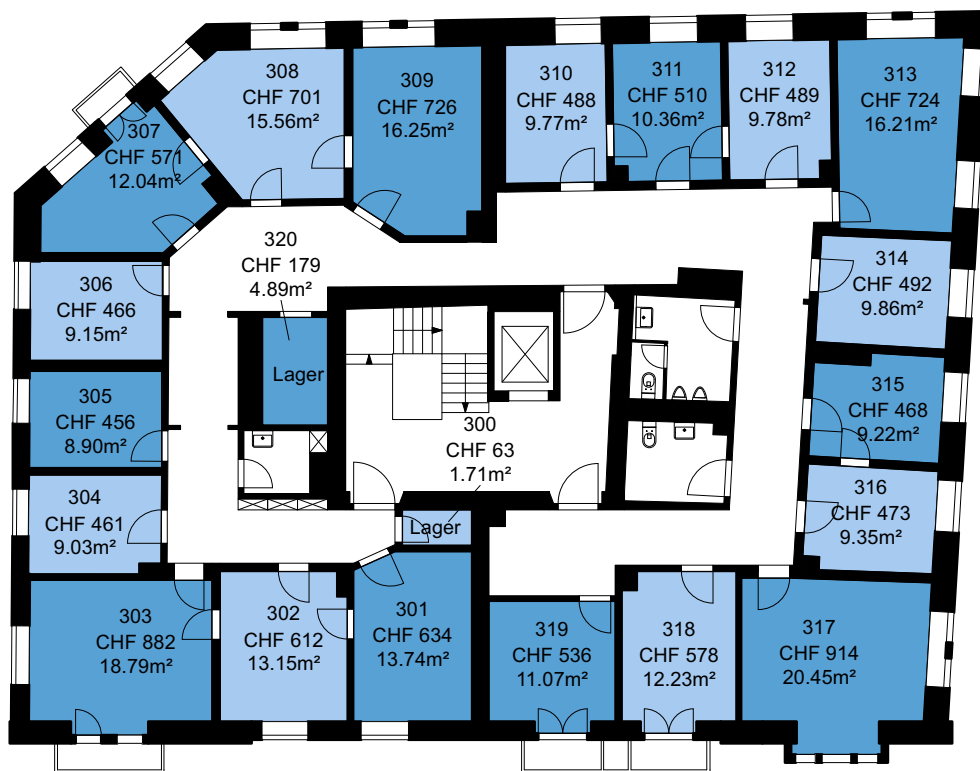 308
CHF 701
15.56m²
309
CHF 726
16.25m²
310
CHF 488
9.77m²
311
CHF 510
10.36m²
312
CHF 489
9.78m²
313
CHF 724
16.21m²
307
CHF 571
12.04m²
320
CHF 179
4.89m²
314
CHF 492
9.86m²
306
CHF 466
9.15m²
Lager
315
CHF 468
9.22m²
305
CHF 456
8.90m²
300
CHF 63
1.71m²
316
CHF 473
9.35m²
304
CHF 461
9.03m²
Lager
303
CHF 882
18.79m²
302
CHF 612
13.15m²
301
CHF 634
13.74m²
319
CHF 536
11.07m²
318
CHF 578
12.23m²
317
CHF 914
20.45m²